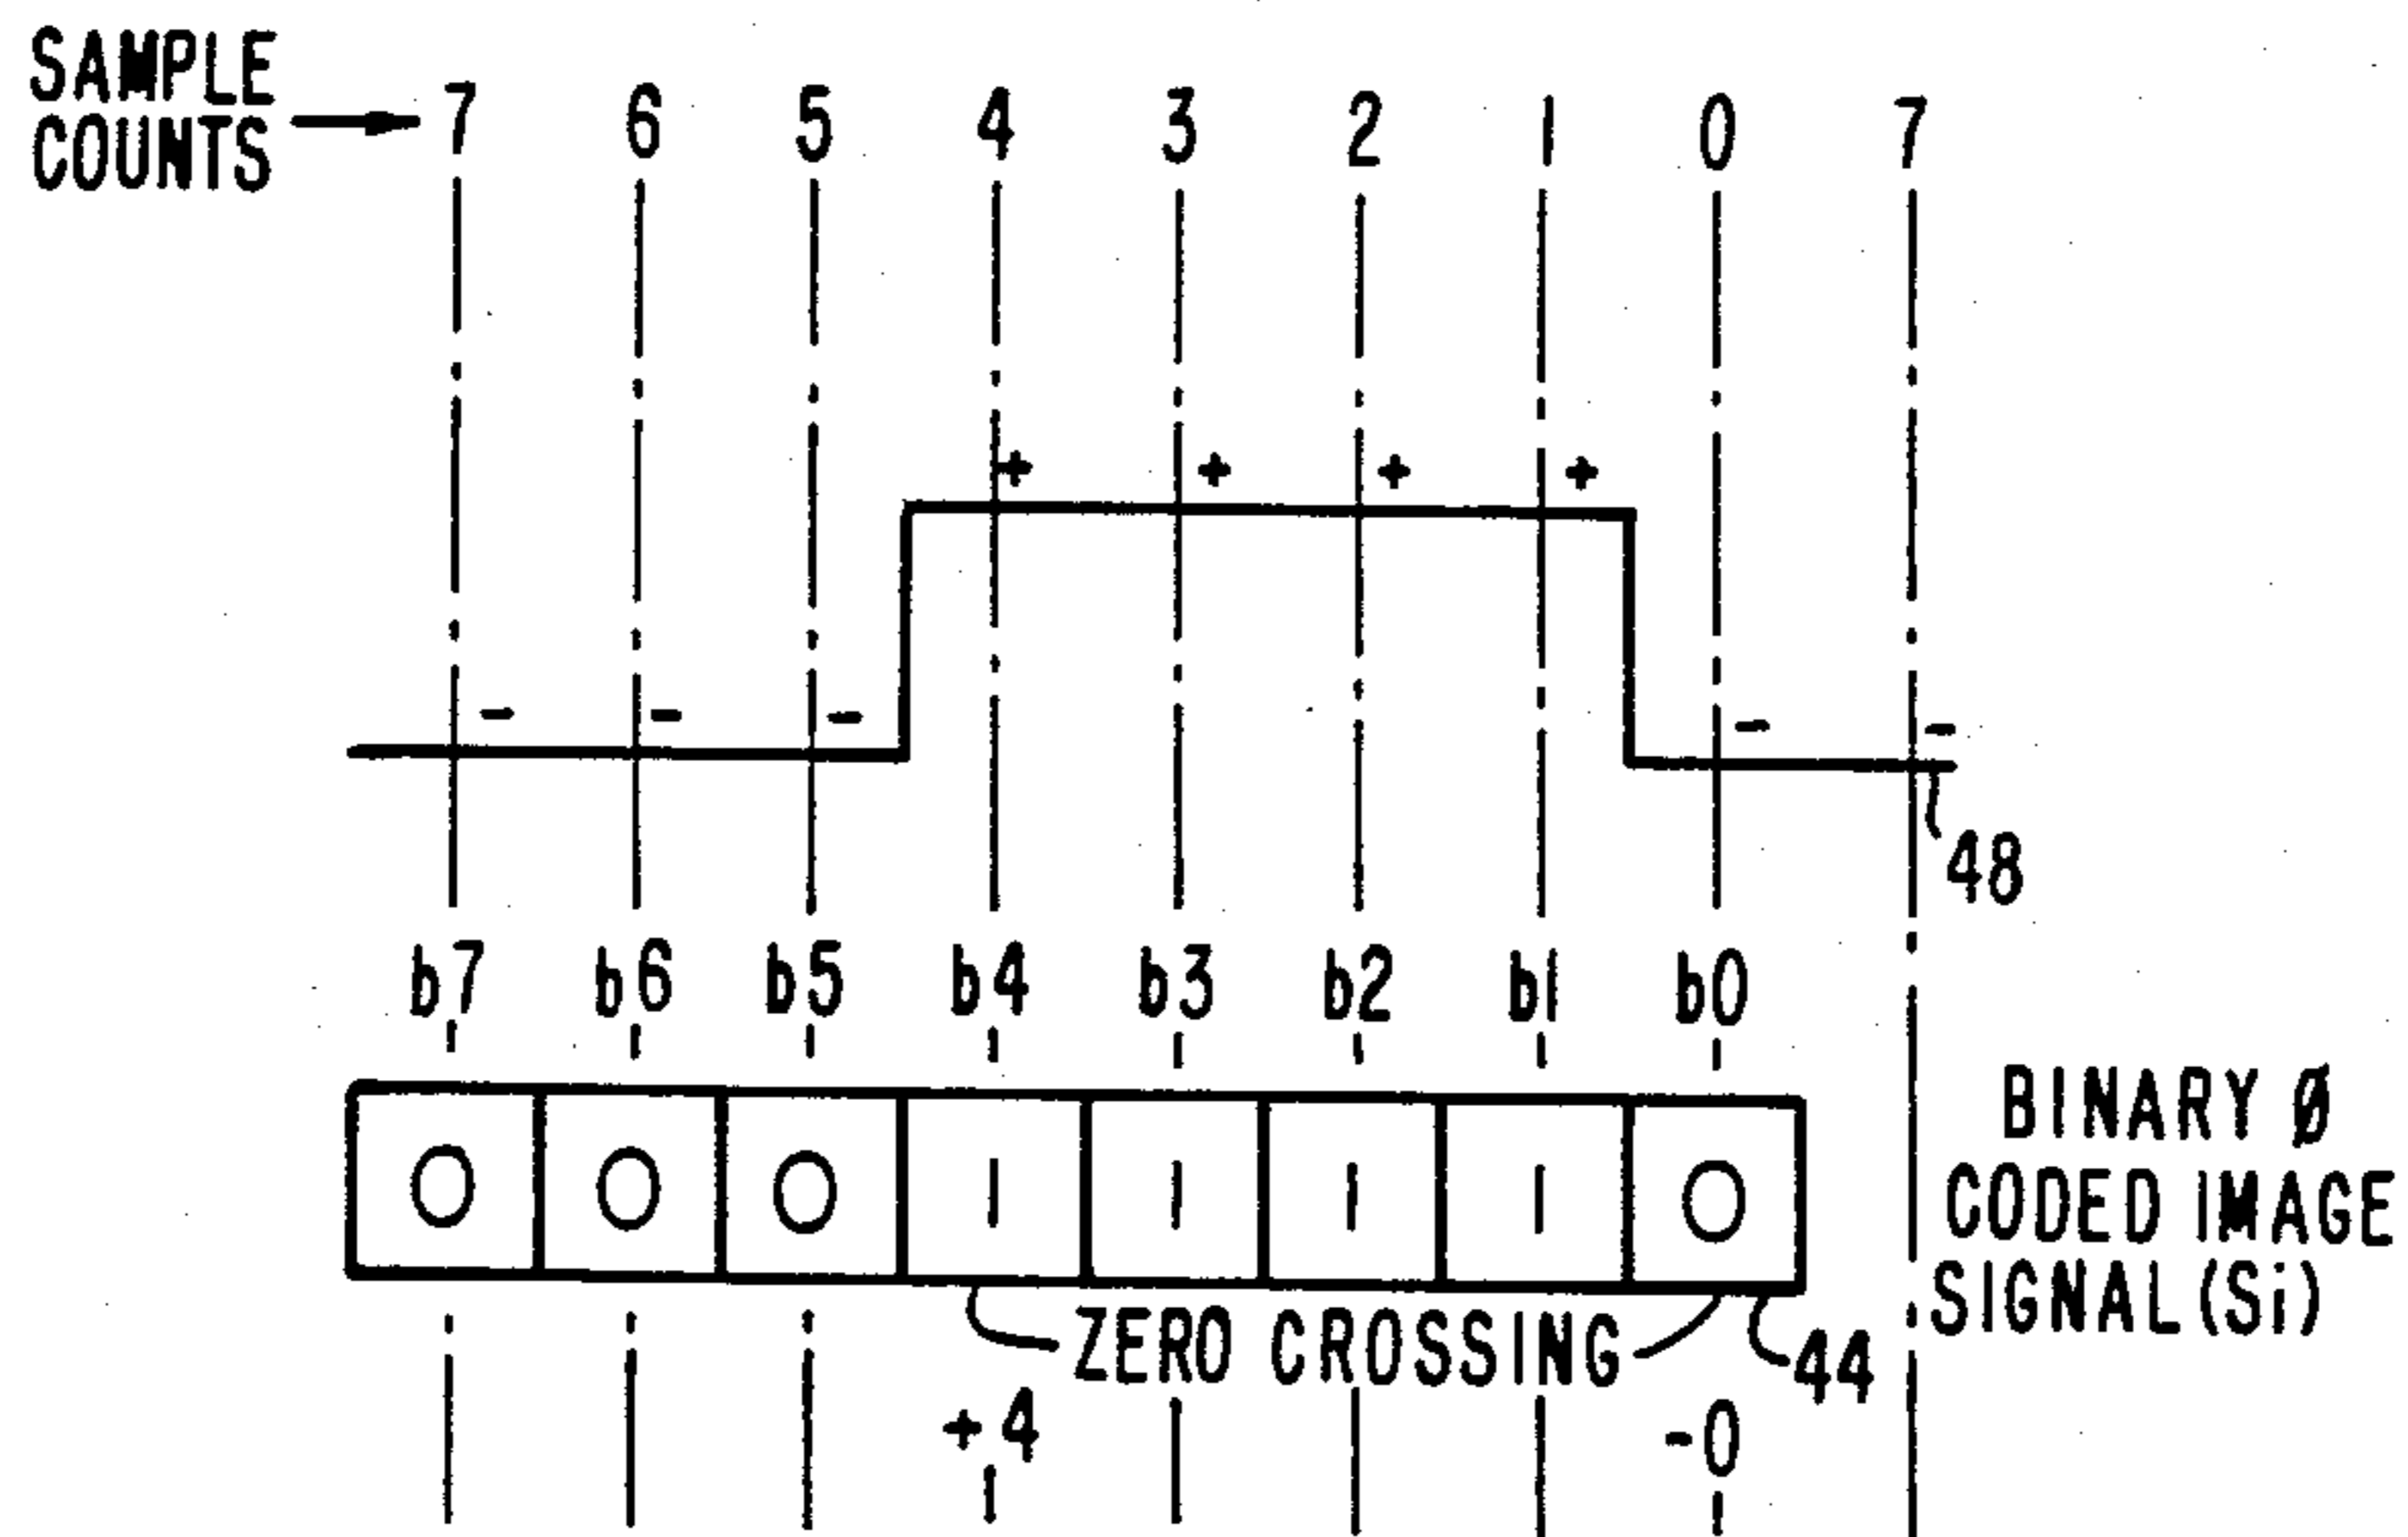 SAMPLE
COUNTS
7 6 5 4 3 2 1 0 7
+ + + +
- - - - -
48
b7 b6 b5 b4 b3 b2 b1 b0
0 0 0 1 1 1 1 0
BINARY Ø
CODED IMAGE
SIGNAL(Si)
ZERO CROSSING
44
+4
-0